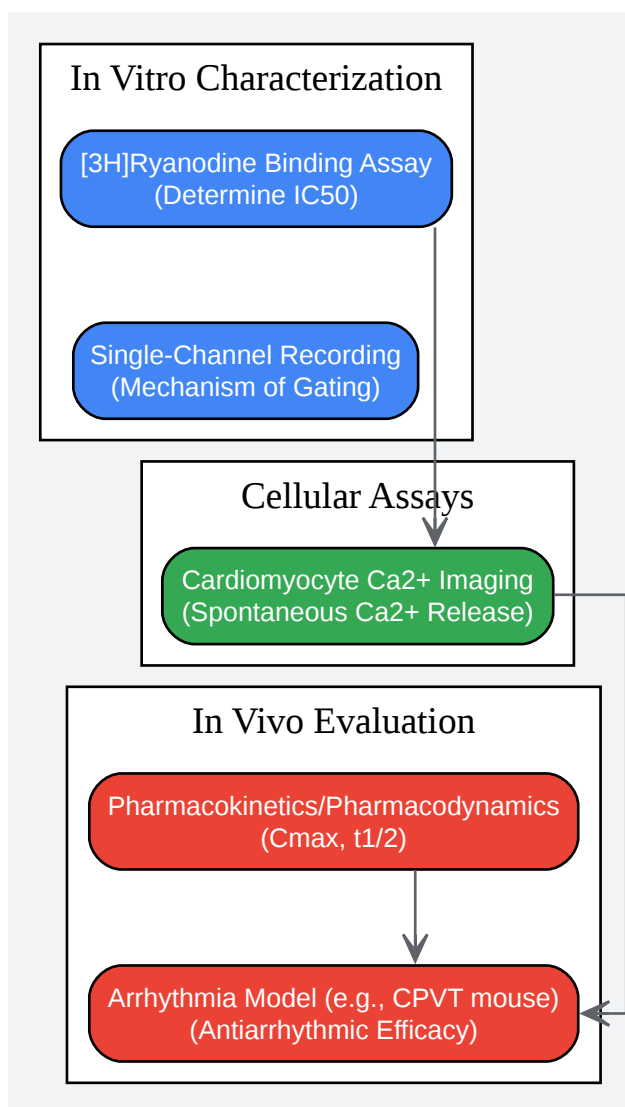 In Vitro Characterization
[3H]Ryanodine Binding Assay
(Determine IC50)
Single-Channel Recording
(Mechanism of Gating)
Cellular Assays
Cardiomyocyte Ca2+ Imaging
(Spontaneous Ca2+ Release)
In Vivo Evaluation
Pharmacokinetics/Pharmacodynamics
(Cmax, t1/2)
Arrhythmia Model (e.g., CPVT mouse)
(Antiarrhythmic Efficacy)